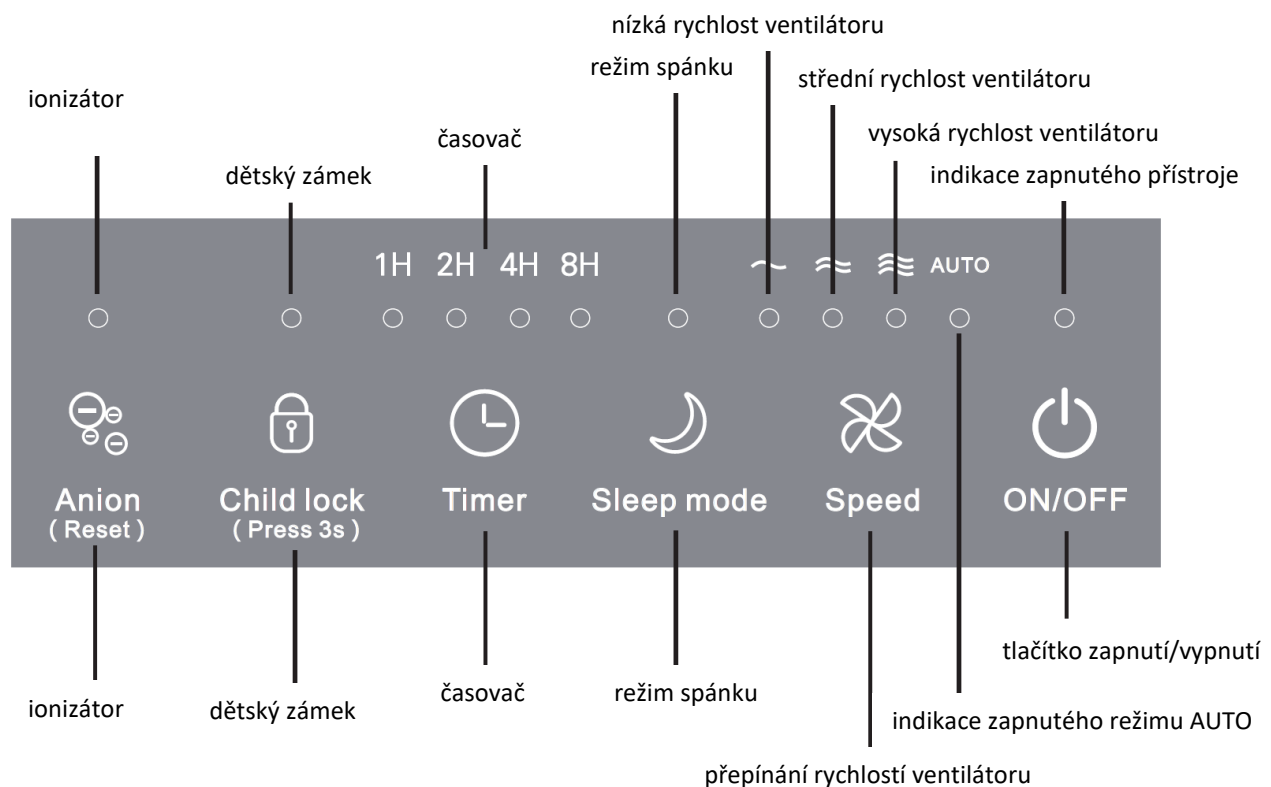 nízká rychlost ventilátoru
režim spánku
střední rychlost ventilátoru
ionizátor
časovač
vysoká rychlost ventilátoru
dětský zámek
indikace zapnutého přístroje
1H 2H 4H 8H
AUTO
Anion
( Reset )
Child lock
( Press 3s )
Timer
Sleep mode
Speed
ON/OFF
tlačítko zapnutí/vypnutí
ionizátor
dětský zámek
časovač
režim spánku
indikace zapnutého režimu AUTO
přepínání rychlostí ventilátoru